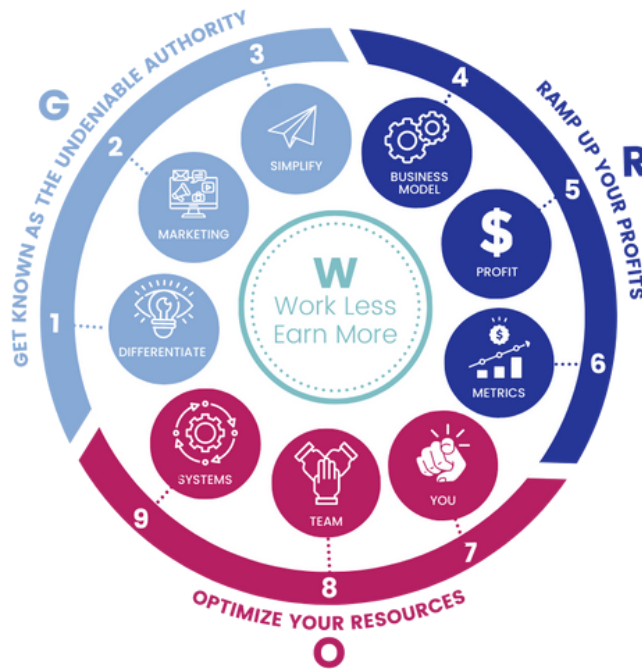 G
GET KNOWN AS THE UNDENIABLE AUTHORITY
1
DIFFERENTIATE
2
MARKETING
3
SIMPLIFY
R
RAMP UP YOUR PROFITS
4
BUSINESS
MODEL
5
$
PROFIT
6
$
METRICS
O
OPTIMIZE YOUR RESOURCES
7
YOU
8
TEAM
9
SYSTEMS
W
Work Less
Earn More